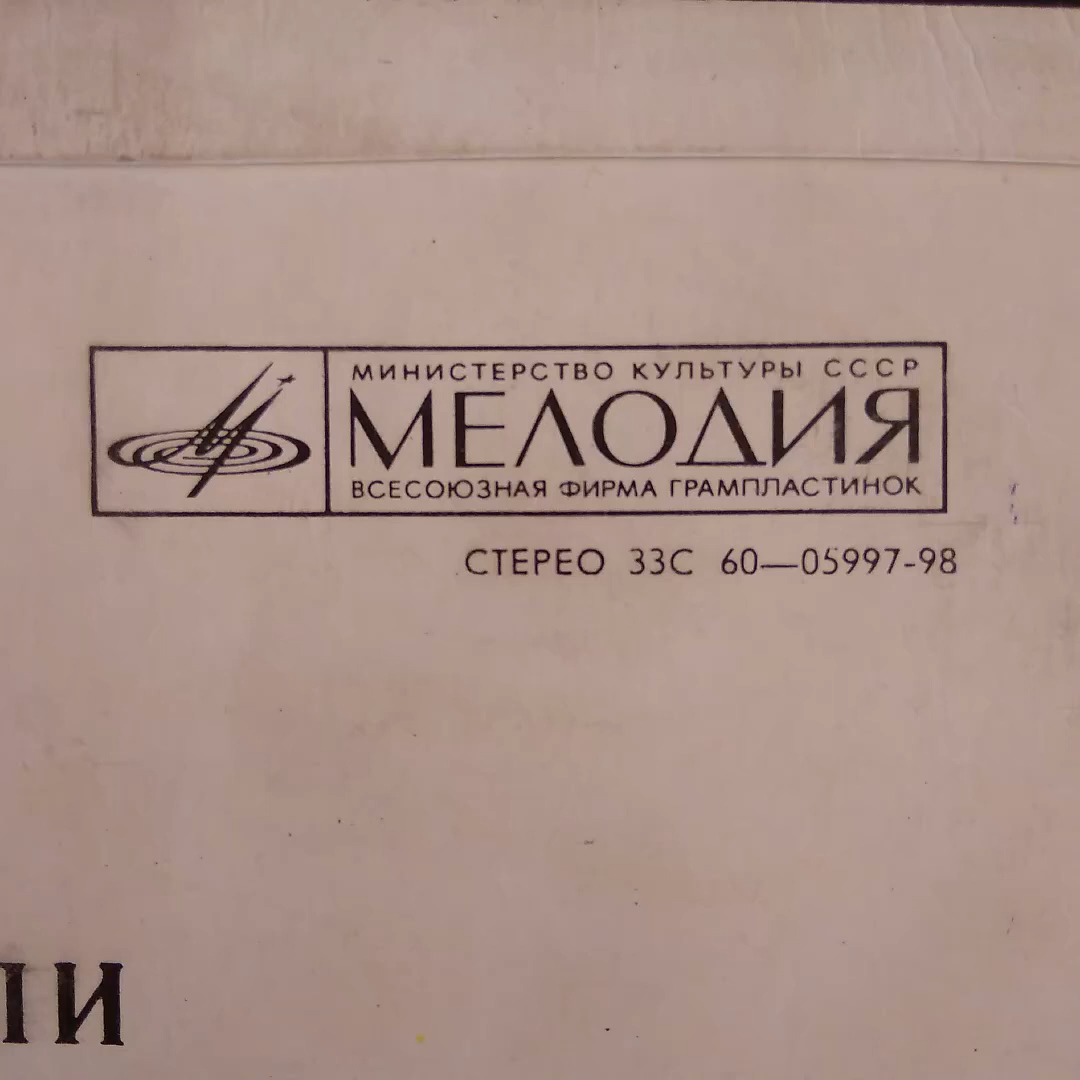 МИНИСТЕРСТВО КУЛЬТУРЫ СССР
МЕЛОДИЯ
ВСЕСОЮЗНАЯ ФИРМА ГРАМПЛАСТИНОК
СТЕРЕО 33С 60—05997-98